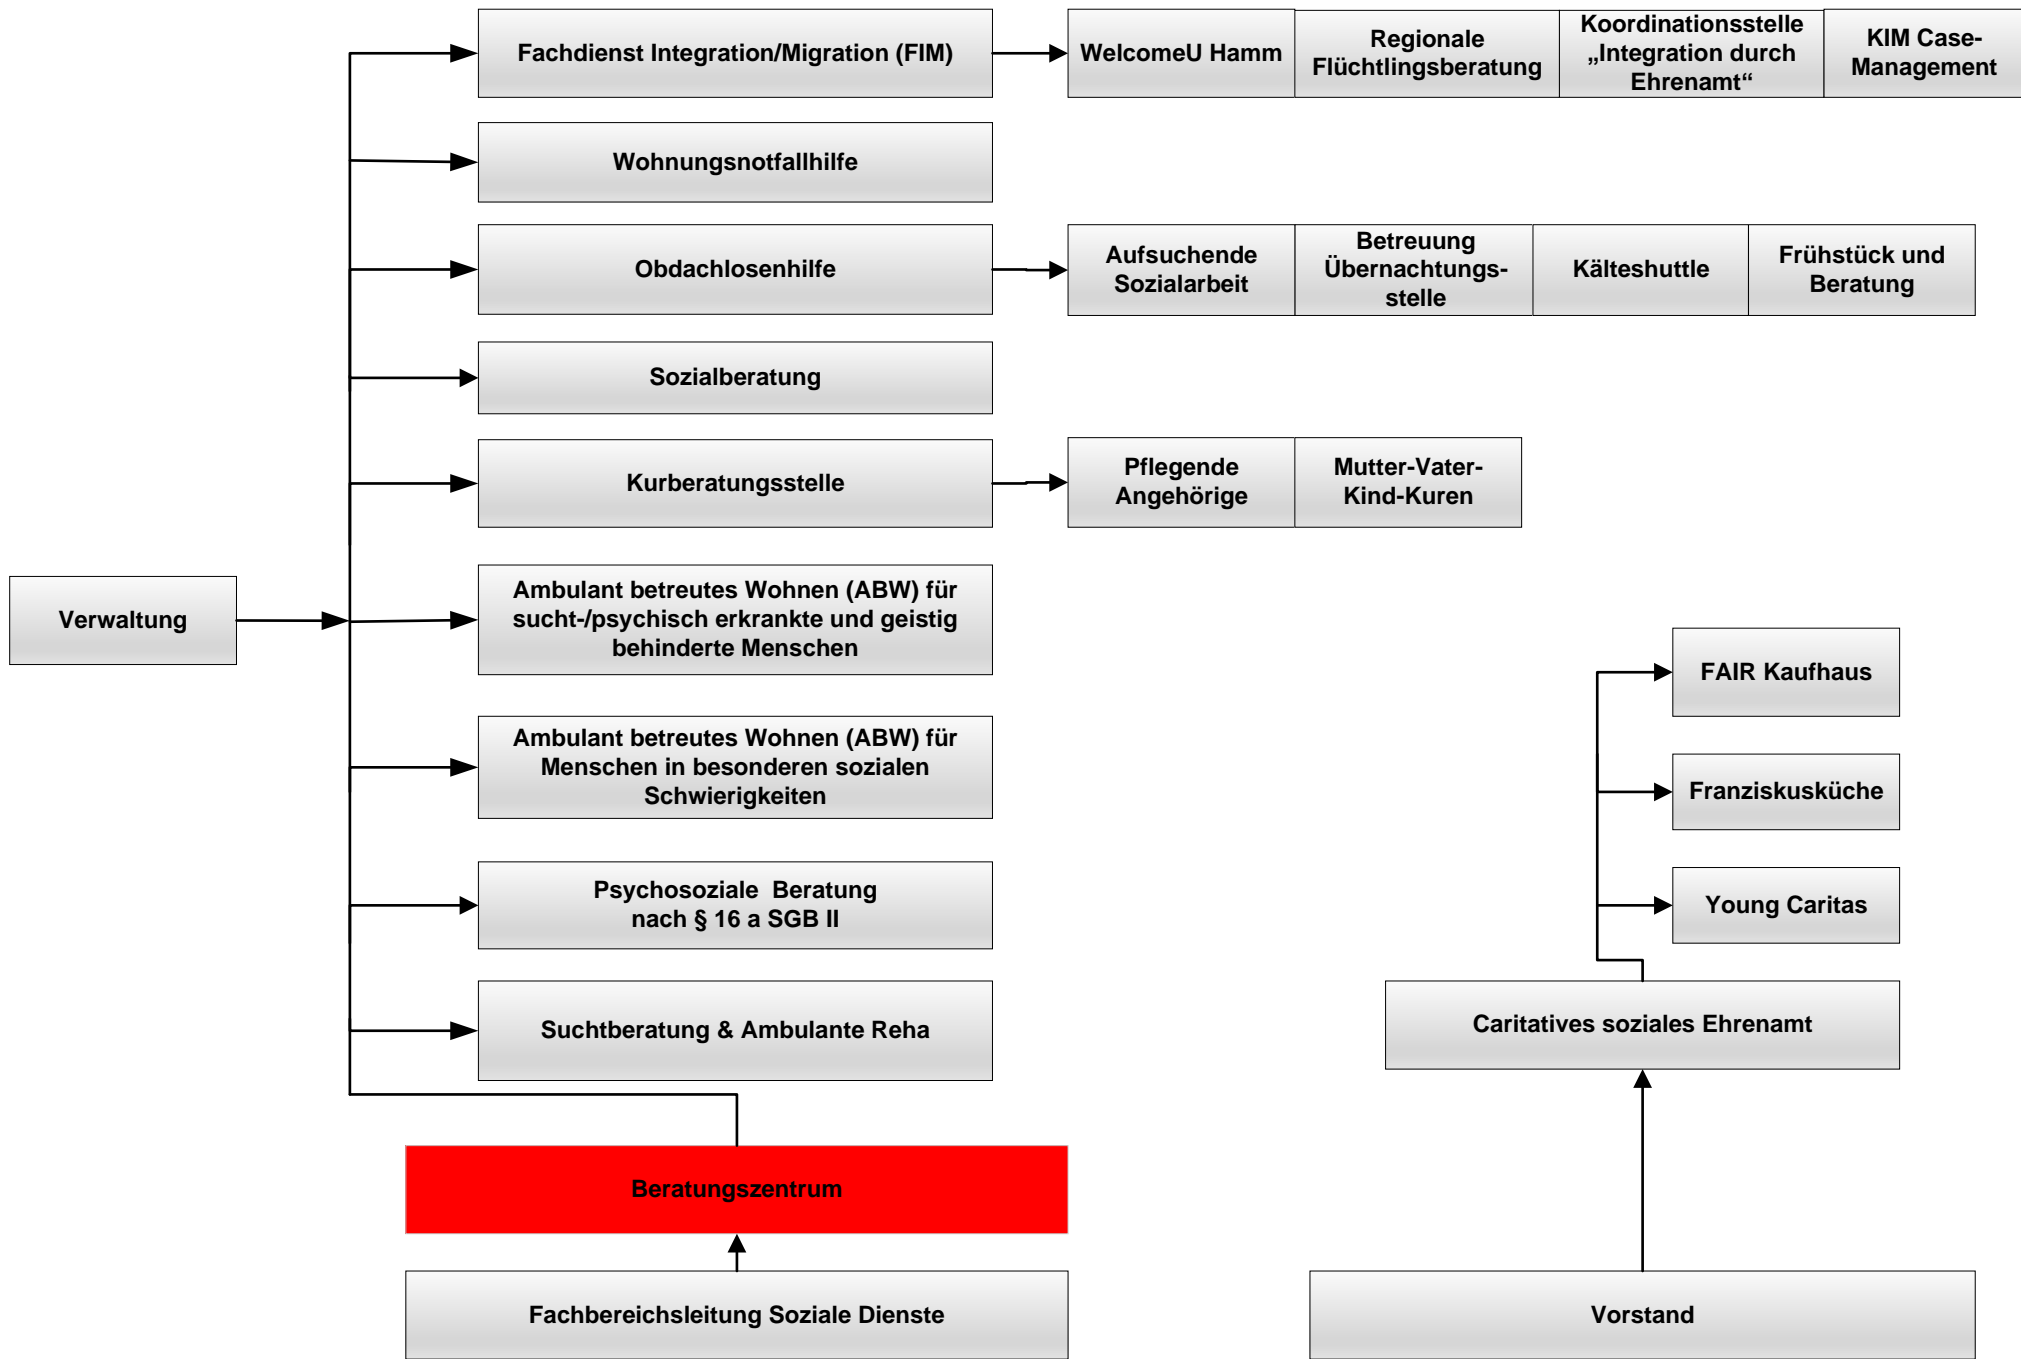 Fachdienst Integration/Migration (FIM)
WelcomeU Hamm
Regionale
Flüchtlingsberatung
Koordinationsstelle
„Integration durch
Ehrenamt“
KIM Case-
Management
Wohnungsnotfallhilfe
Obdachlosenhilfe
Aufsuchende
Sozialarbeit
Betreuung
Übernachtungs-
stelle
Kälteshuttle
Frühstück und
Beratung
Sozialberatung
Kurberatungsstelle
Pflegende
Angehörige
Mutter-Vater-
Kind-Kuren
Verwaltung
Ambulant betreutes Wohnen (ABW) für
sucht-/psychisch erkrankte und geistig
behinderte Menschen
FAIR Kaufhaus
Ambulant betreutes Wohnen (ABW) für
Menschen in besonderen sozialen
Schwierigkeiten
Franziskusküche
Psychosoziale  Beratung
nach § 16 a SGB II
Young Caritas
Suchtberatung & Ambulante Reha
Caritatives soziales Ehrenamt
Beratungszentrum
Fachbereichsleitung Soziale Dienste
Vorstand